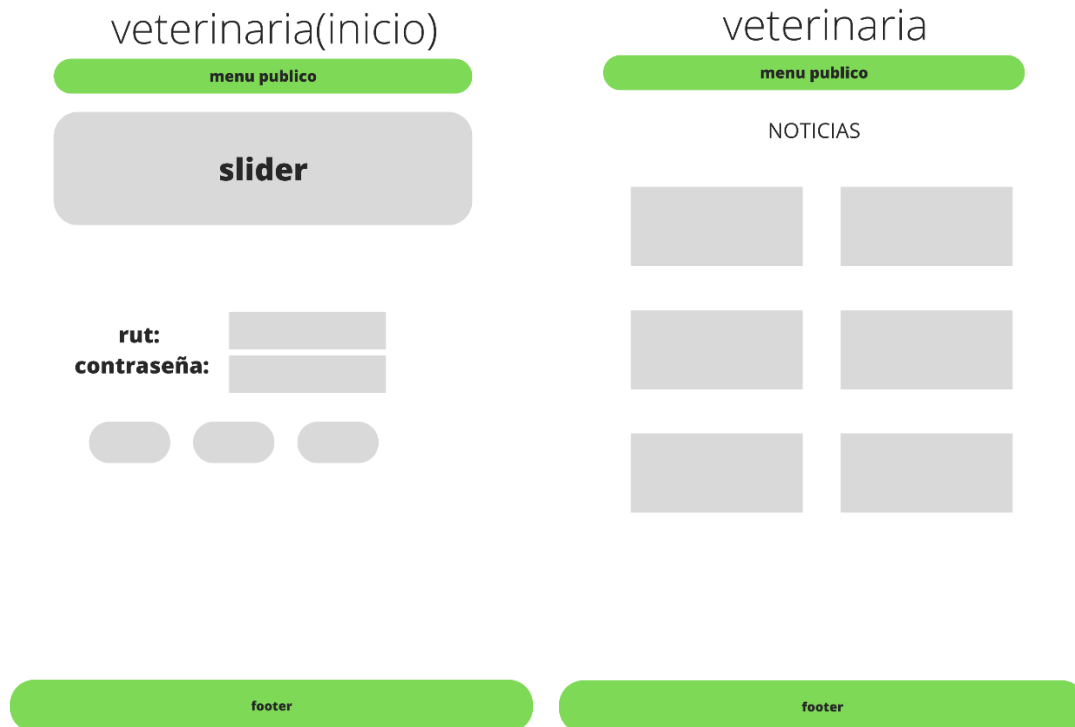 veterinaria(inicio)
menu publico
slider
rut:
contraseña:
footer
veterinaria
menu publico
NOTICIAS
footer